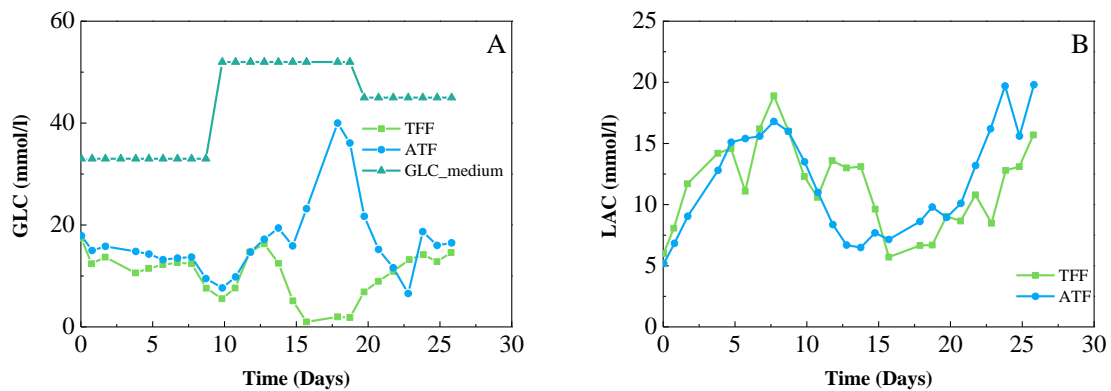 A
GLC (mmol/l)
60
40
20
0
TFF
ATF
GLC_medium
0 5 10 15 20 25 30
Time (Days)
B
LAC (mmol/l)
25
20
15
10
5
0
TFF
ATF
0 5 10 15 20 25 30
Time (Days)